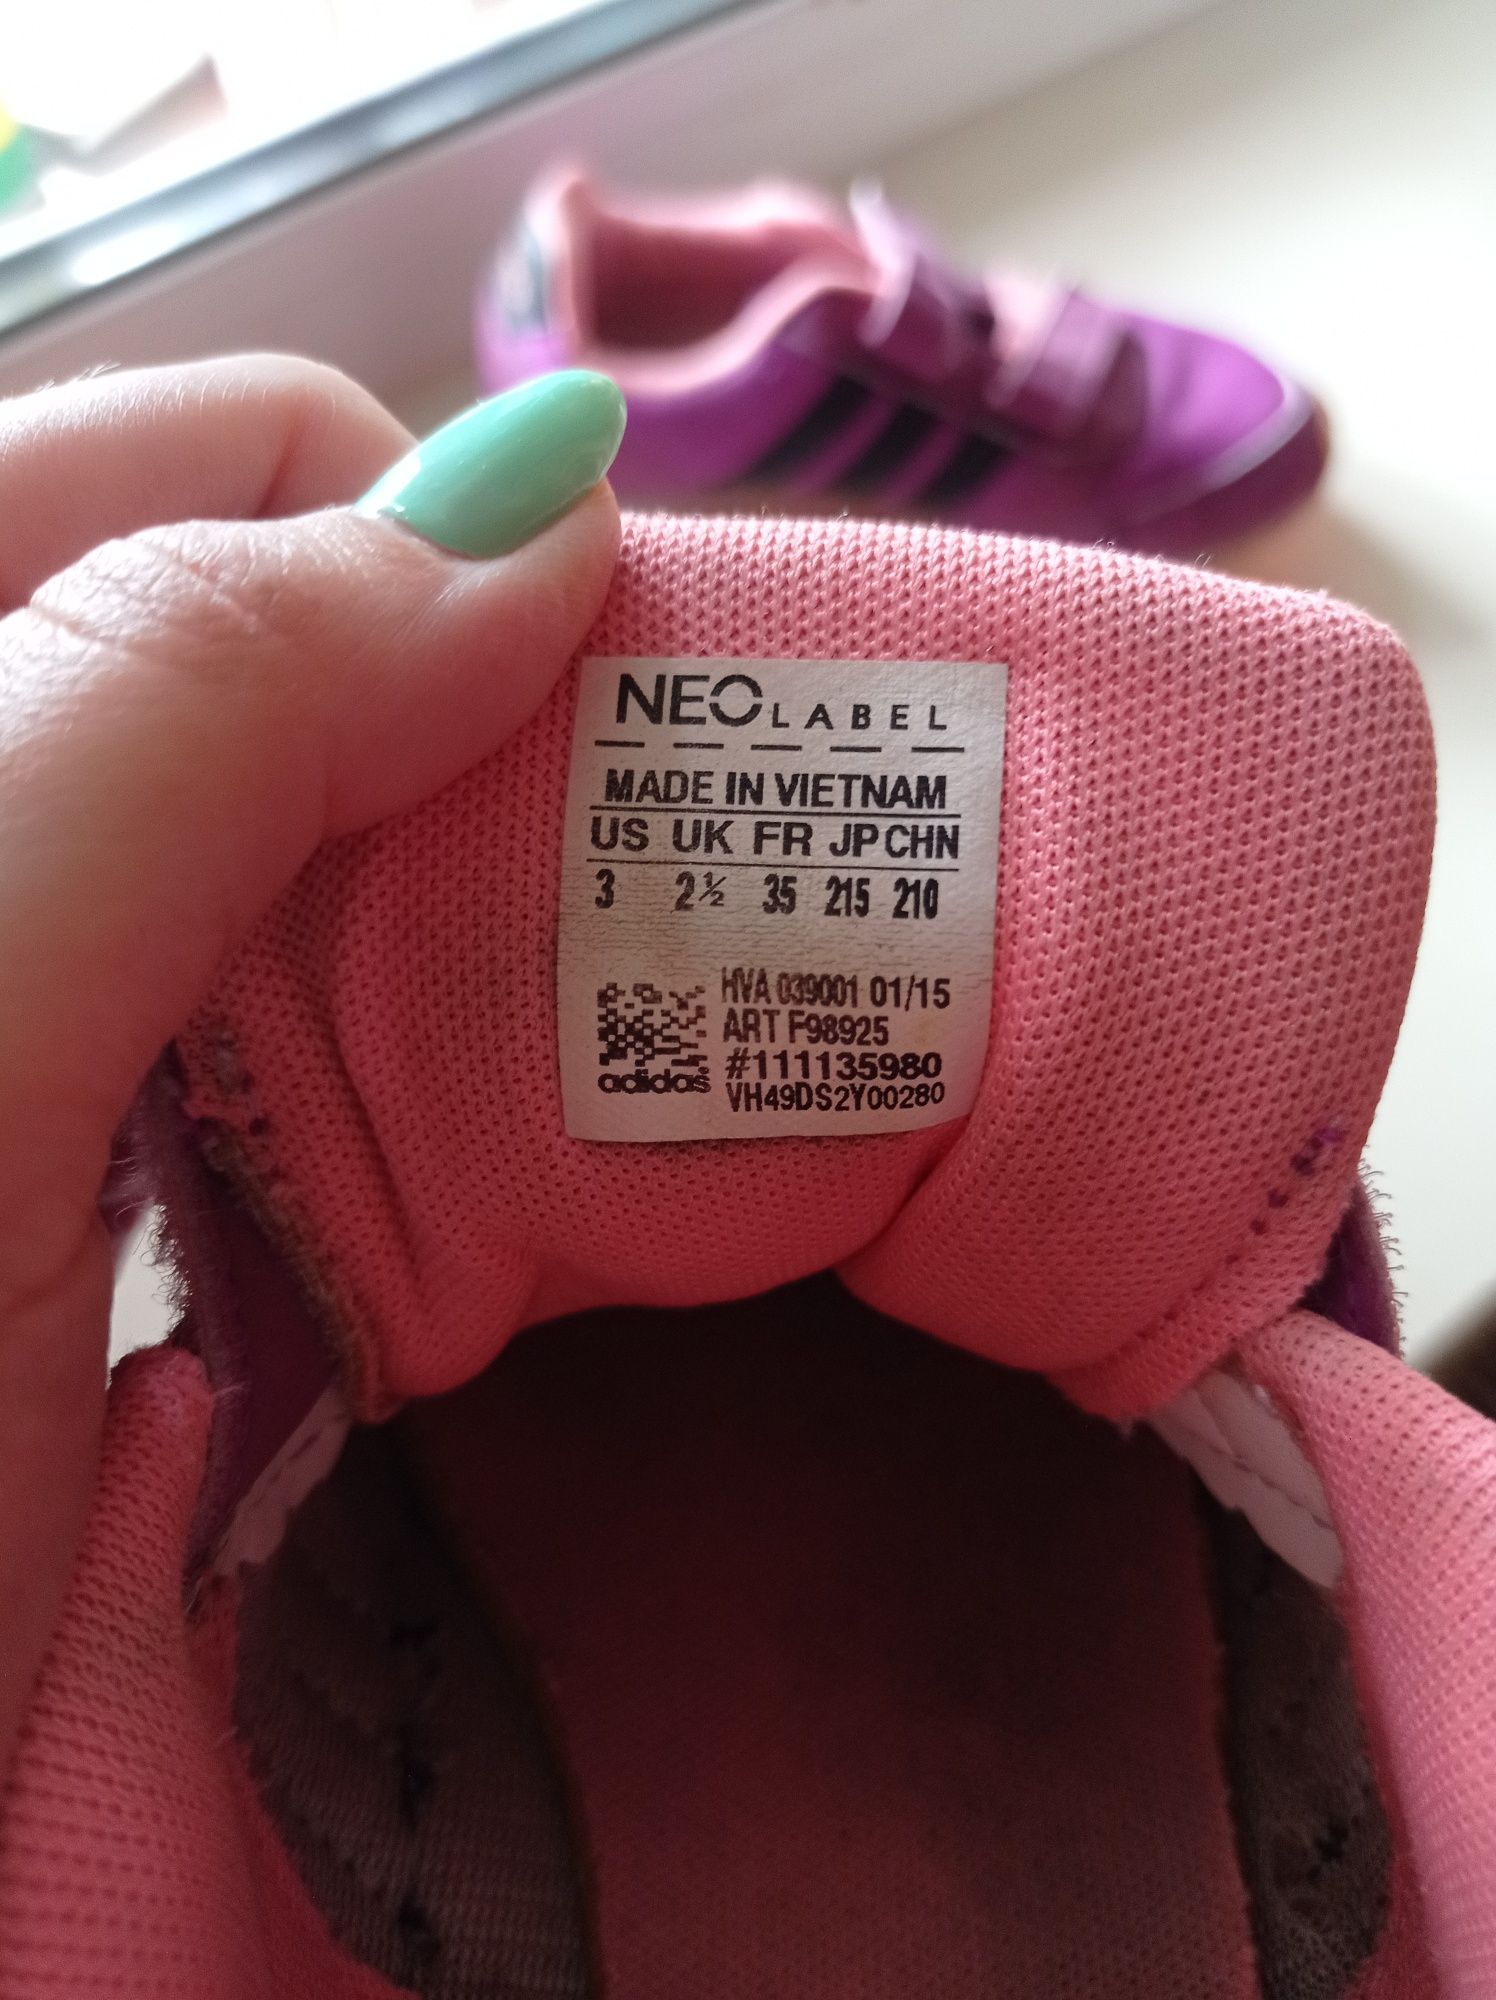 NEO LABEL
MADE IN VIETNAM
US UK FR JP CHN
3 2½ 35 215 210
HVA 039001 01/15
ART F98925
#111135980
adidas VH49DS2Y00280